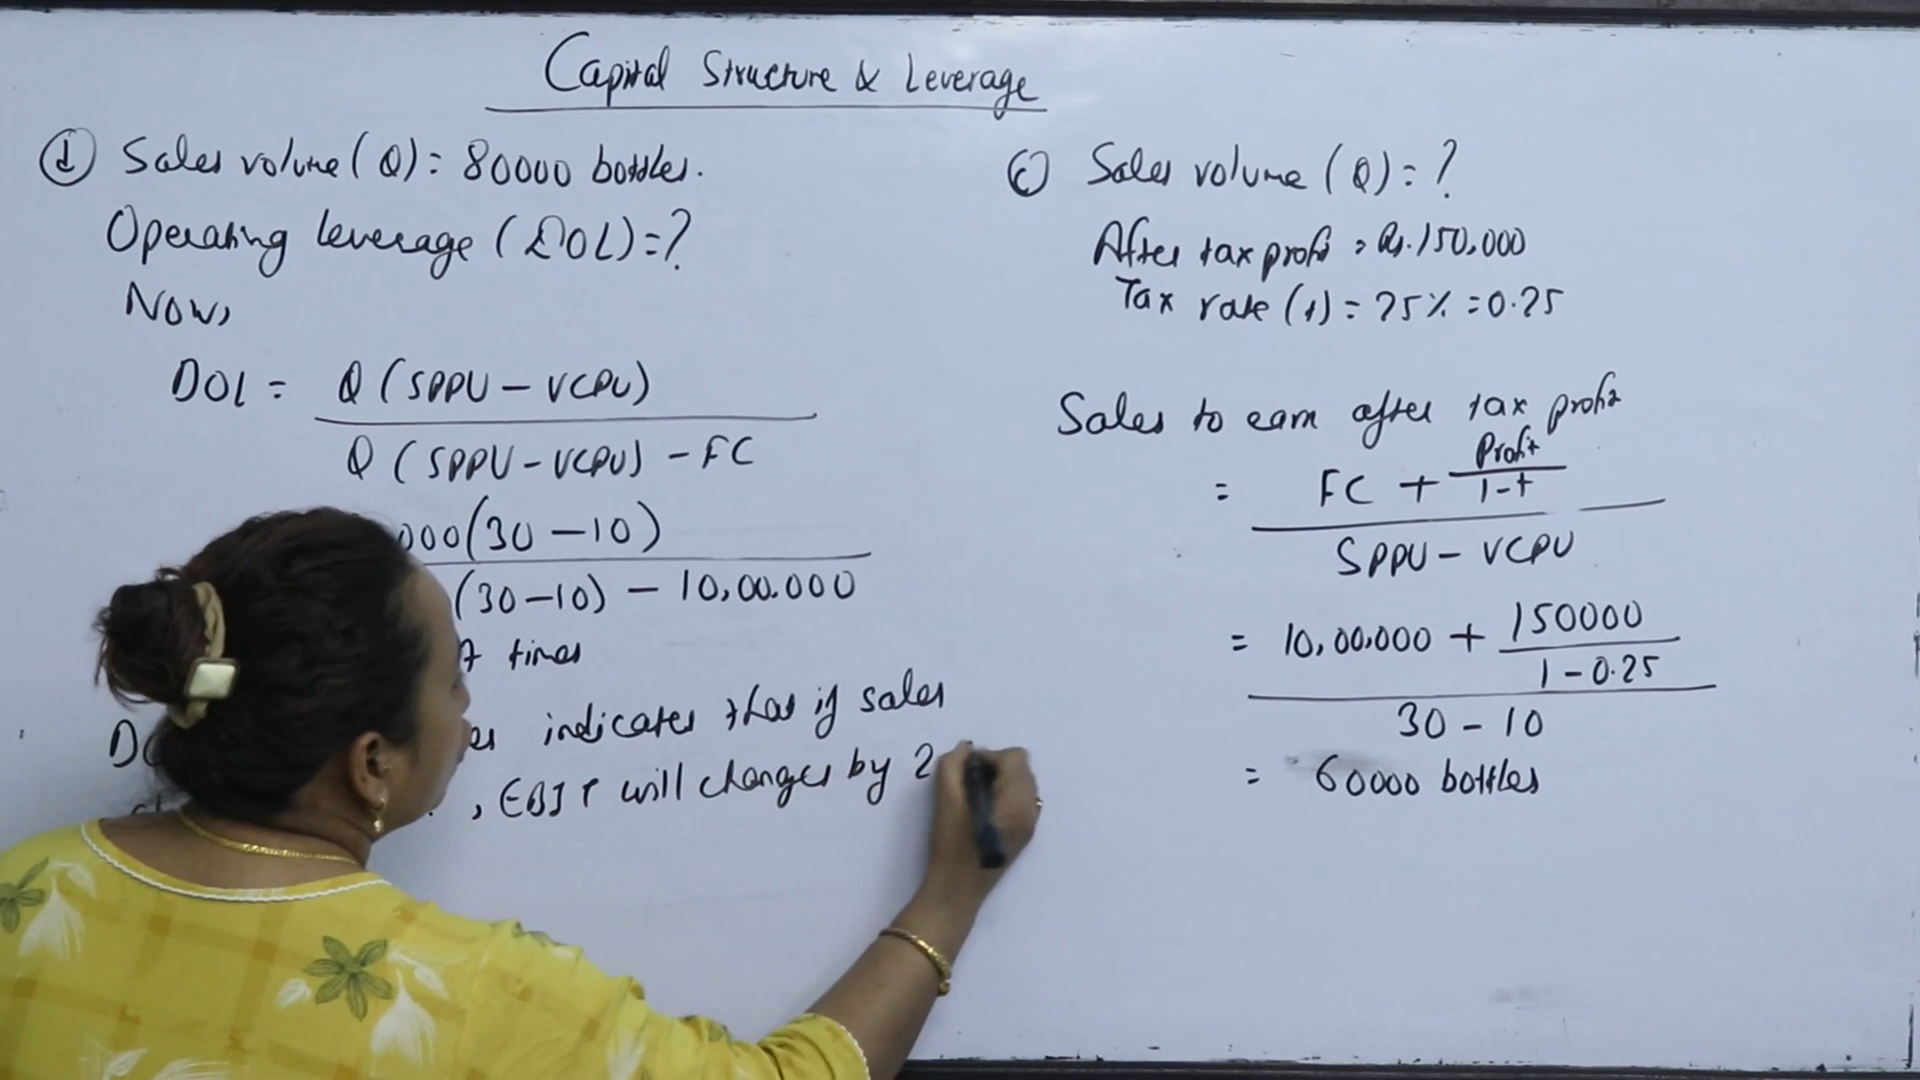 Capital Structure & Leverage
d Sales volume (Q) = 80000 bottles.
Operating leverage (DOL) = ?
Now,
DOL = Q (SPPU - VCPU)
Q (SPPU - VCPU) - FC
000 (30 - 10)
(30 - 10) - 10,00,000
7 times
indicates that if sales
, EBIT will changes by 2
c Sales volume (Q) = ?
After tax profit = Rs. 150,000
Tax rate (t) = 25% = 0.25
Sales to earn after tax profit
= FC + Profit
1 - t
SPPU - VCPU
= 10,00,000 + 150000
1 - 0.25
30 - 10
= 60000 bottles